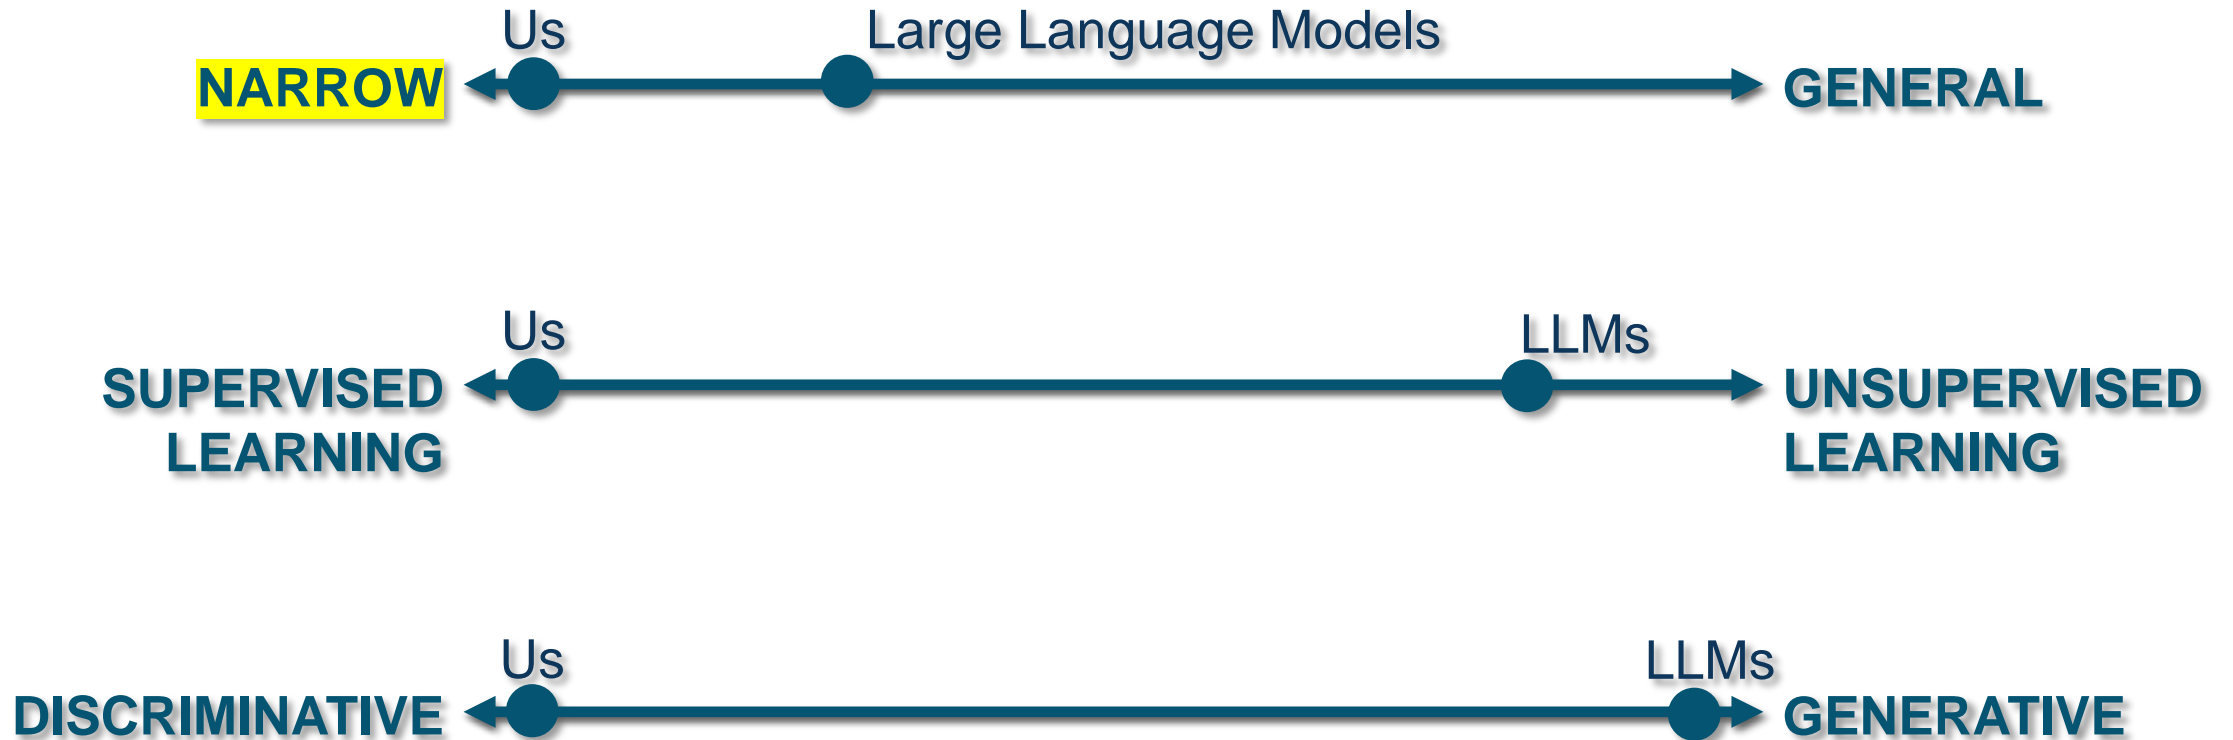 Us
Large Language Models
NARROW
GENERAL
Us
LLMs
SUPERVISED
LEARNING
UNSUPERVISED
LEARNING
Us
LLMs
DISCRIMINATIVE
GENERATIVE